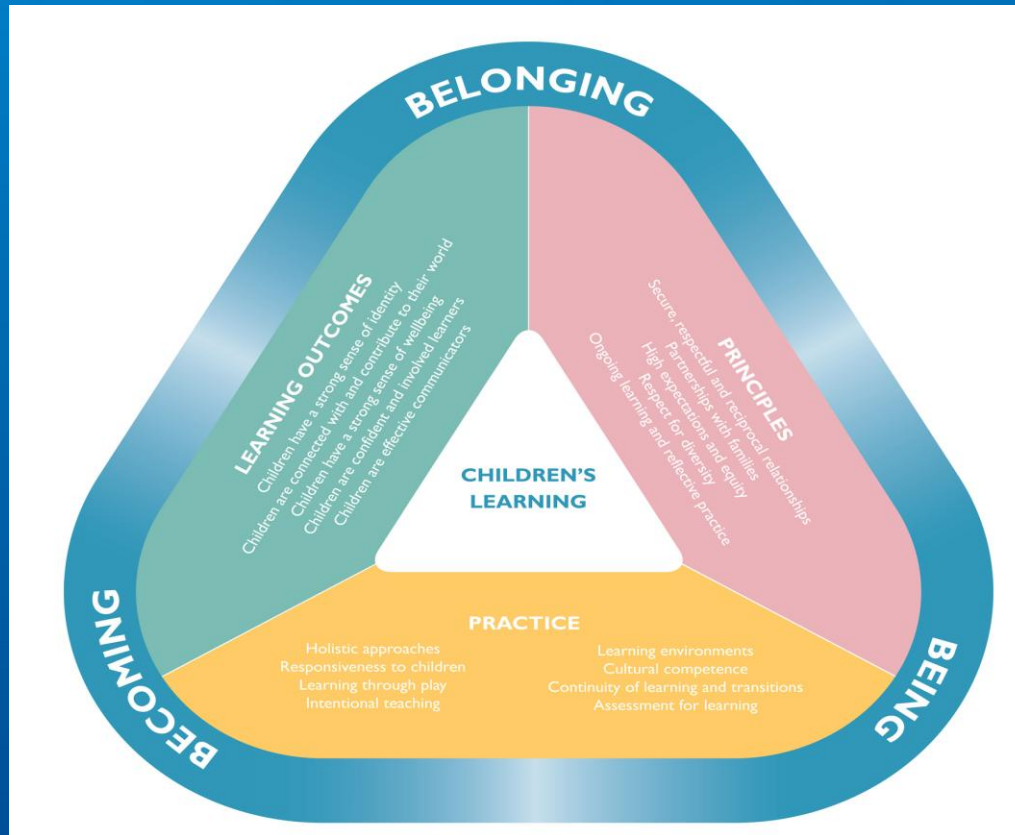 BELONGING
LEARNING OUTCOMES
Children have a strong sense of identity
Children are connected with and contribute to their world
Children have a strong sense of wellbeing
Children are confident and involved learners
Children are effective communicators
PRINCIPLES
Secure, respectful and reciprocal relationships
Partnerships with families
High expectations and equity
Respect for diversity
Ongoing learning and reflective practice
CHILDREN'S
LEARNING
PRACTICE
Holistic approaches
Responsiveness to children
Learning through play
Intentional teaching
Learning environments
Cultural competence
Continuity of learning and transitions
Assessment for learning
BECOMING
BEING